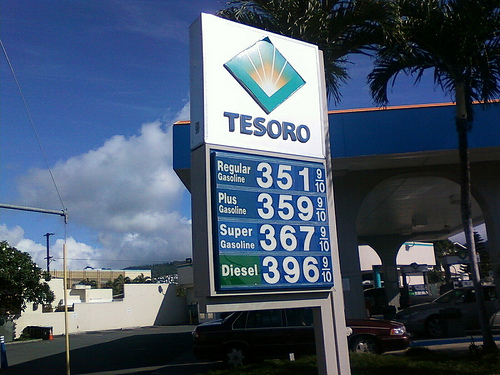 TESORO
Regular
Gasoline
351 9/10
Plus
Gasoline
359 9/10
Super
Gasoline
367 9/10
Diesel 396 9/10